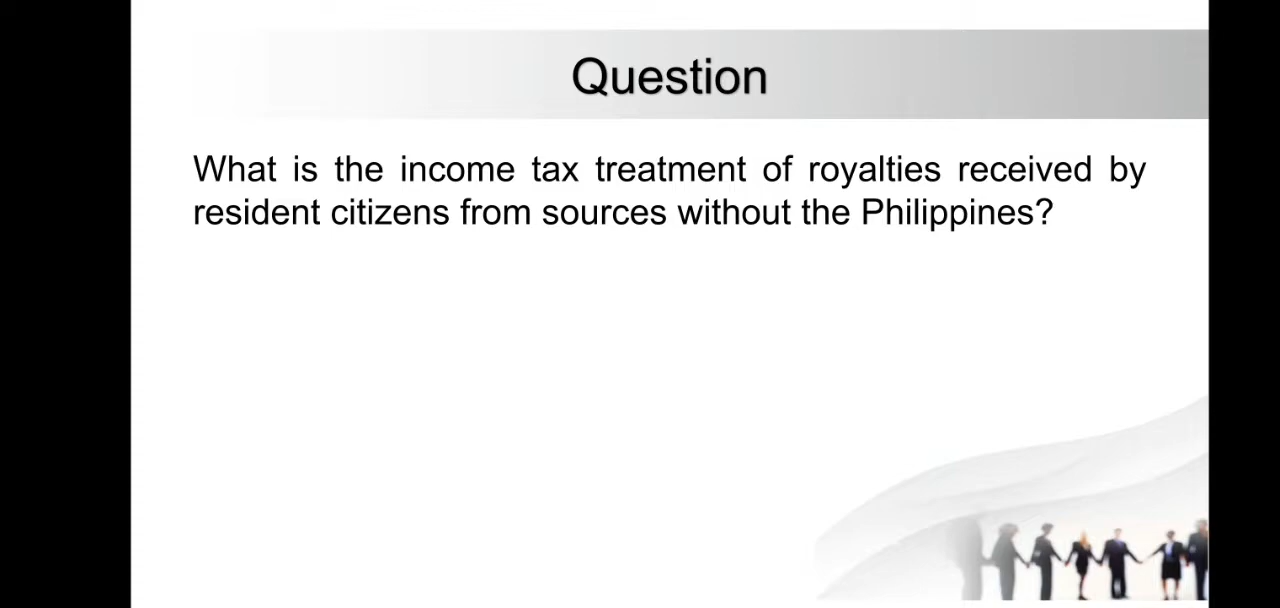 Question
What is the income tax treatment of royalties received by
resident citizens from sources without the Philippines?